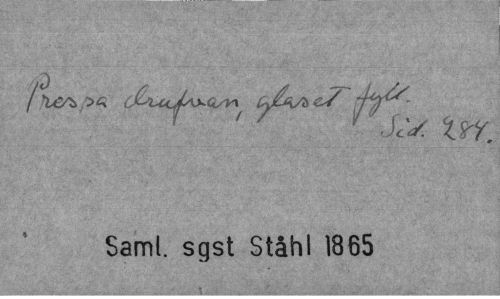 Pressa drufvan, glaset fyll.
Sid. 284.
Saml. sgst Ståhl 1865